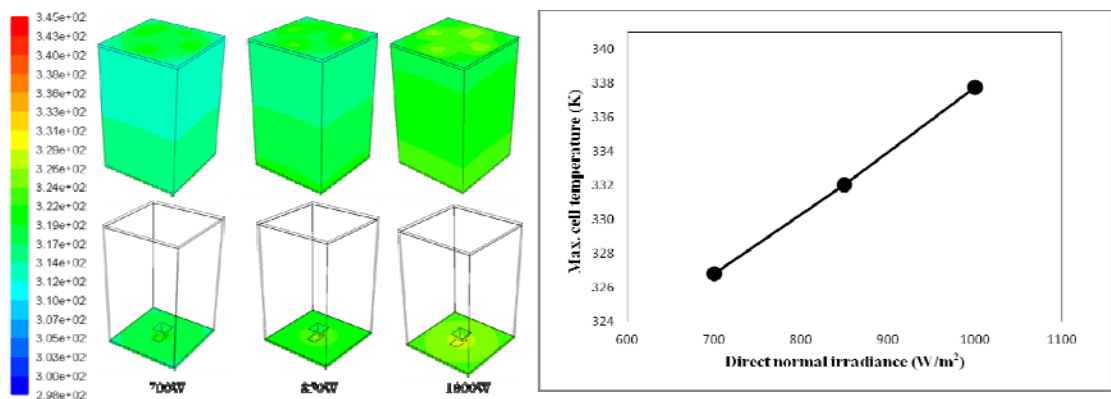 3.45e+02
3.43e+02
3.40e+02
3.38e+02
3.36e+02
3.33e+02
3.31e+02
3.29e+02
3.26e+02
3.24e+02
3.22e+02
3.19e+02
3.17e+02
3.14e+02
3.12e+02
3.10e+02
3.07e+02
3.05e+02
3.03e+02
3.00e+02
2.98e+02
700W 850W 1000W
Max. cell temperature (K)
340
338
336
334
332
330
328
326
324
600 700 800 900 1000 1100
Direct normal irradiance (W/m²)